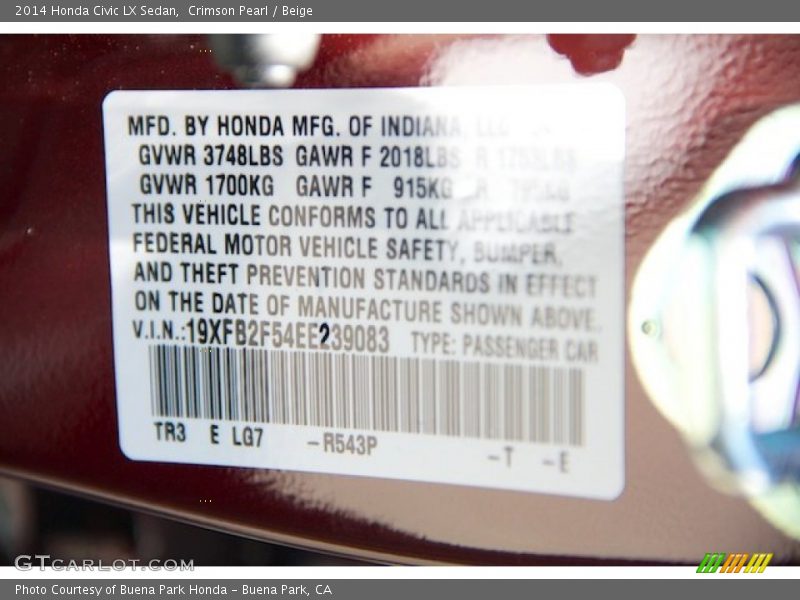 2014 Honda Civic LX Sedan,  Crimson Pearl / Beige
MFD. BY HONDA MFG. OF INDIANA, LLC
GVWR 3748LBS GAWR F 2018LBS R 1753LBS
GVWR 1700KG GAWR F 915KG R 795KG
THIS VEHICLE CONFORMS TO ALL APPLICABLE
FEDERAL MOTOR VEHICLE SAFETY, BUMPER,
AND THEFT PREVENTION STANDARDS IN EFFECT
ON THE DATE OF MANUFACTURE SHOWN ABOVE.
V.I.N.:19XFB2F54EE239083 TYPE: PASSENGER CAR
TR3 E LG7 –R543P –T –E
GTCARLOT.COM
Photo Courtesy of Buena Park Honda – Buena Park, CA